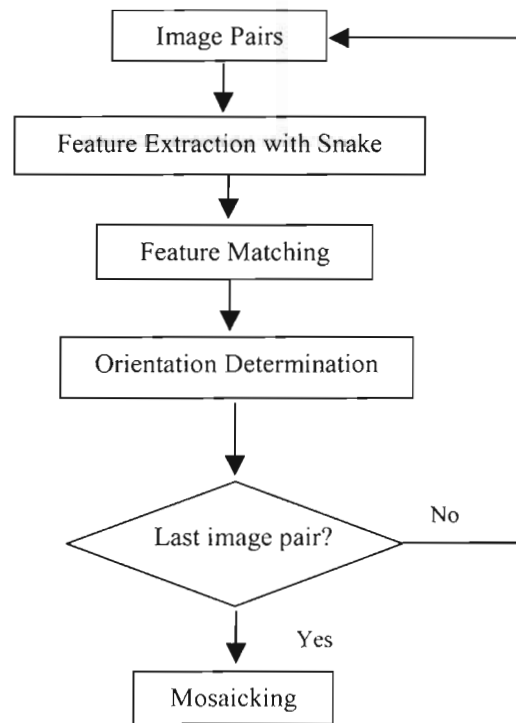 Image Pairs
Feature Extraction with Snake
Feature Matching
Orientation Determination
Last image pair?
No
Yes
Mosaicking